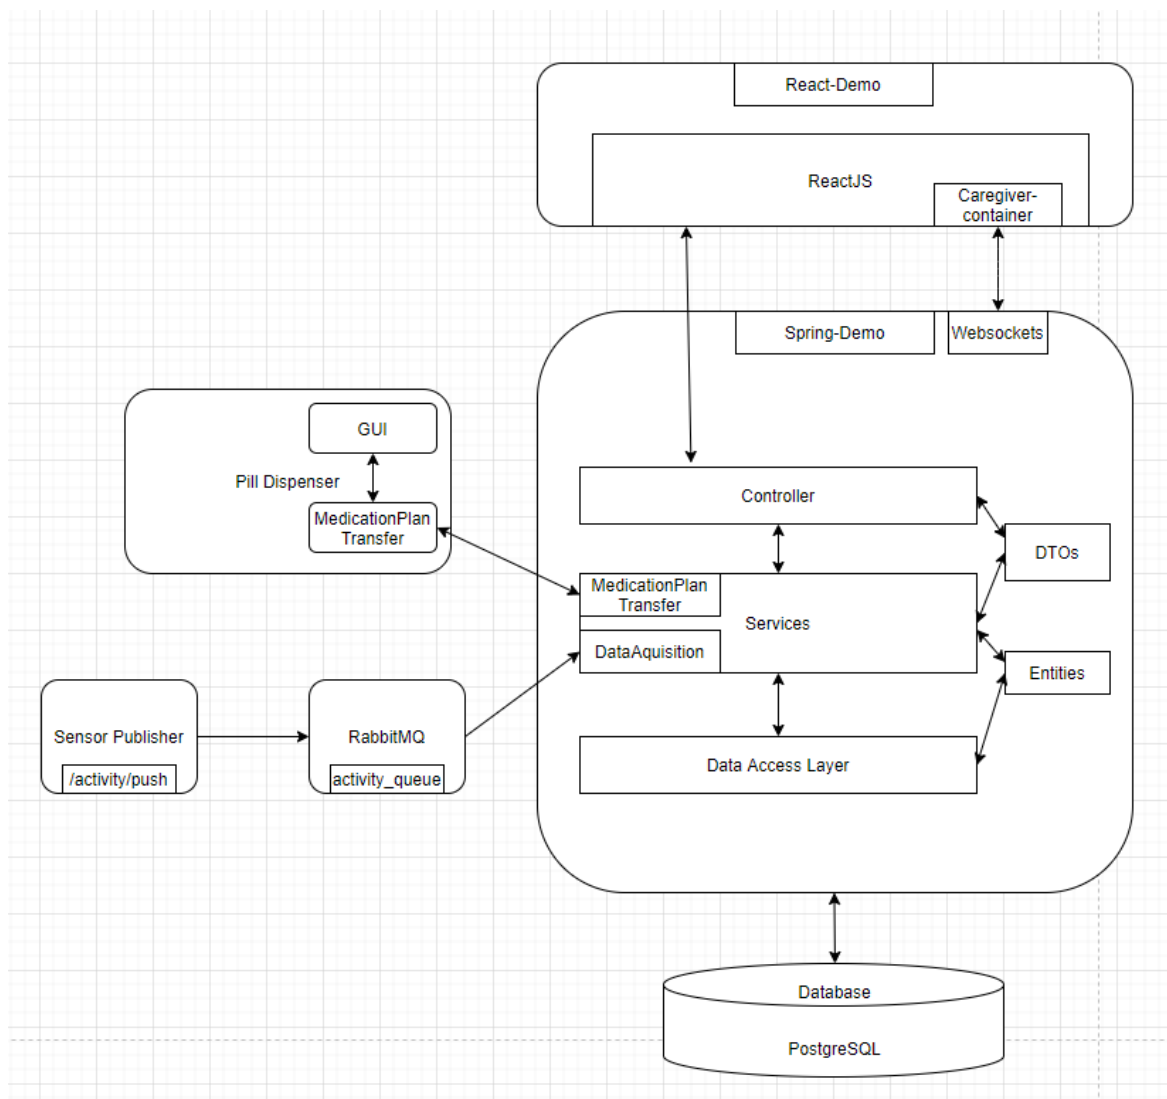 React-Demo
ReactJS
Caregiver-
container
Spring-Demo
Websockets
GUI
Pill Dispenser
MedicationPlan
Transfer
Controller
DTOs
MedicationPlan
Transfer
Services
DataAquisition
Entities
Sensor Publisher
/activity/push
RabbitMQ
activity_queue
Data Access Layer
Database
PostgreSQL